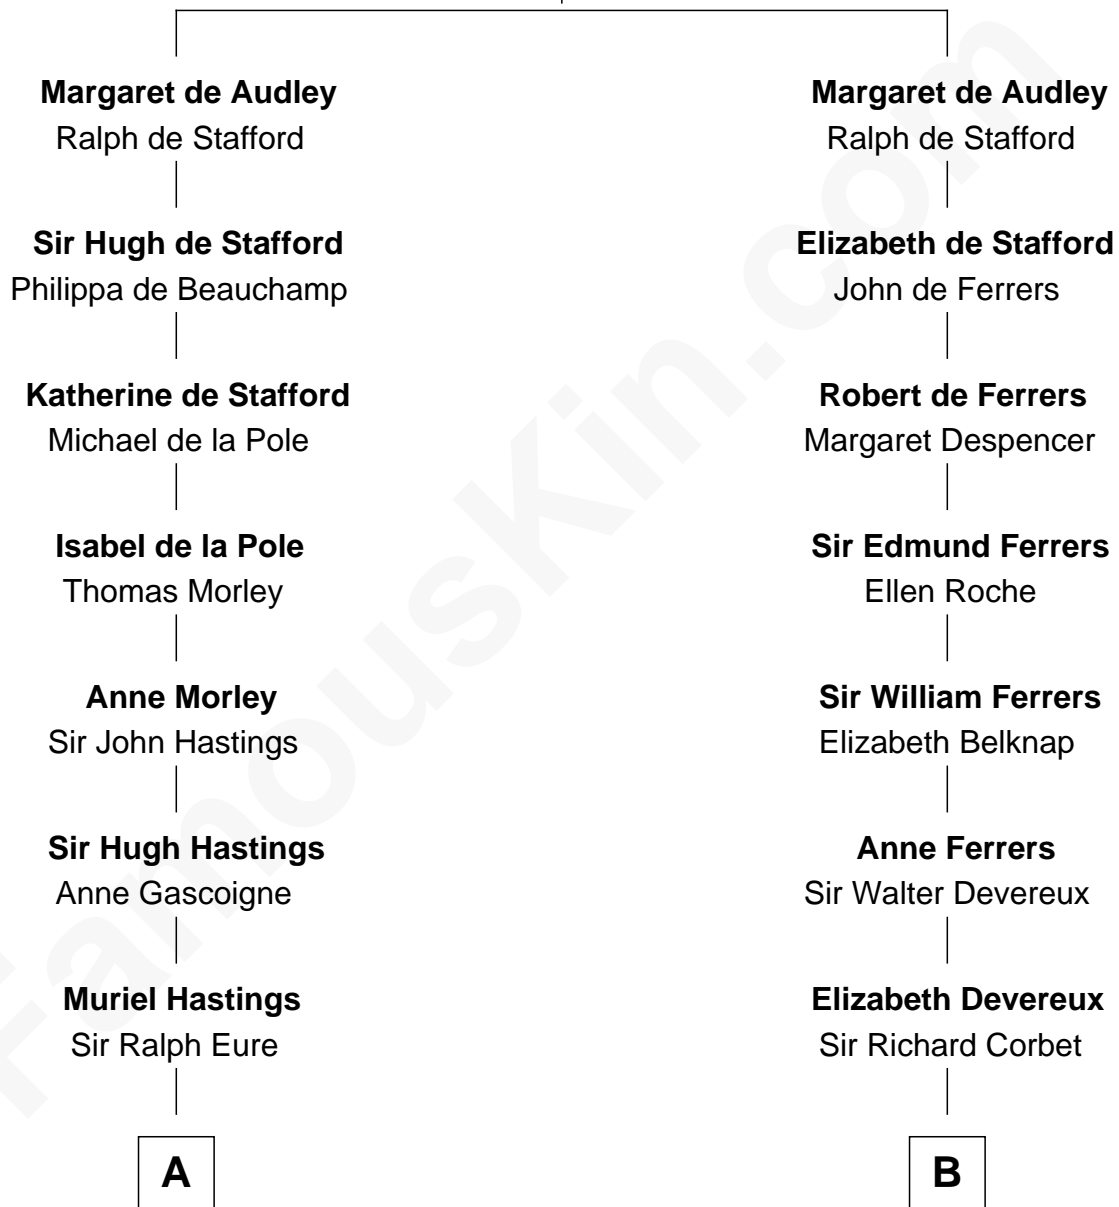 Margaret de Audley
Ralph de Stafford
Sir Hugh de Stafford
Philippa de Beauchamp
Katherine de Stafford
Michael de la Pole
Isabel de la Pole
Thomas Morley
Anne Morley
Sir John Hastings
Sir Hugh Hastings
Anne Gascoigne
Muriel Hastings
Sir Ralph Eure
A
Margaret de Audley
Ralph de Stafford
Elizabeth de Stafford
John de Ferrers
Robert de Ferrers
Margaret Despencer
Sir Edmund Ferrers
Ellen Roche
Sir William Ferrers
Elizabeth Belknap
Anne Ferrers
Sir Walter Devereux
Elizabeth Devereux
Sir Richard Corbet
B
FamousKin.com